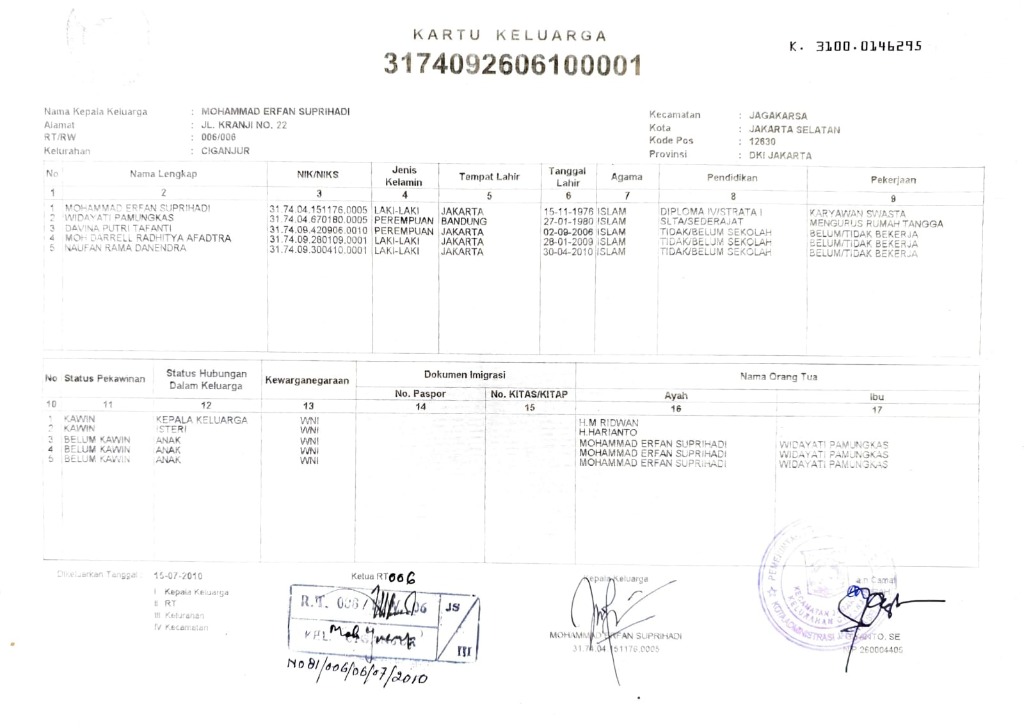 KARTU KELUARGA
K. 3100.0146295
3174092606100001
Nama Kepala Keluarga : MOHAMMAD ERFAN SUPRIHADI
Alamat : JL. KRANJI NO. 22
RT/RW : 006/006
Kelurahan : CIGANJUR
Kecamatan : JAGAKARSA
Kota : JAKARTA SELATAN
Kode Pos : 12630
Provinsi : DKI JAKARTA
No Nama Lengkap NIK/NIKS Jenis Kelamin Tempat Lahir Tanggal Lahir Agama Pendidikan Pekerjaan
1 2 3 4 5 6 7 8 9
1 MOHAMMAD ERFAN SUPRIHADI 31.74.04.151176.0005 LAKI-LAKI JAKARTA 15-11-1976 ISLAM DIPLOMA IV/STRATA I KARYAWAN SWASTA
2 WIDAYATI PAMUNGKAS 31.74.04.670180.0005 PEREMPUAN BANDUNG 27-01-1980 ISLAM SLTA/SEDERAJAT MENGURUS RUMAH TANGGA
3 DAVINA PUTRI TAFANTI 31.74.09.420906.0010 PEREMPUAN JAKARTA 02-09-2006 ISLAM TIDAK/BELUM SEKOLAH BELUM/TIDAK BEKERJA
4 MOH DARRELL RADHITYA AFADTRA 31.74.09.280109.0001 LAKI-LAKI JAKARTA 28-01-2009 ISLAM TIDAK/BELUM SEKOLAH BELUM/TIDAK BEKERJA
5 NAUFAN RAMA DANENDRA 31.74.09.300410.0001 LAKI-LAKI JAKARTA 30-04-2010 ISLAM TIDAK/BELUM SEKOLAH BELUM/TIDAK BEKERJA
No Status Pekawinan Status Hubungan Dalam Keluarga Kewarganegaraan Dokumen Imigrasi Nama Orang Tua
No. Paspor No. KITAS/KITAP Ayah Ibu
10 11 12 13 14 15 16 17
1 KAWIN KEPALA KELUARGA WNI H.M RIDWAN
2 KAWIN ISTERI WNI H.HARIANTO
3 BELUM KAWIN ANAK WNI MOHAMMAD ERFAN SUPRIHADI WIDAYATI PAMUNGKAS
4 BELUM KAWIN ANAK WNI MOHAMMAD ERFAN SUPRIHADI WIDAYATI PAMUNGKAS
5 BELUM KAWIN ANAK WNI MOHAMMAD ERFAN SUPRIHADI WIDAYATI PAMUNGKAS
Dikeluarkan Tanggal : 15-07-2010
I Kepala Keluarga
II RT
III Kelurahan
IV Kecamatan
Ketua RT 006
R.T. 006/ 06 JS
III
NO 81/006/06/07/2010
Kepala Keluarga
MOHAMMAD ERFAN SUPRIHADI
31.74.04.151176.0005
a.n Camat
SE
NIP 260004405